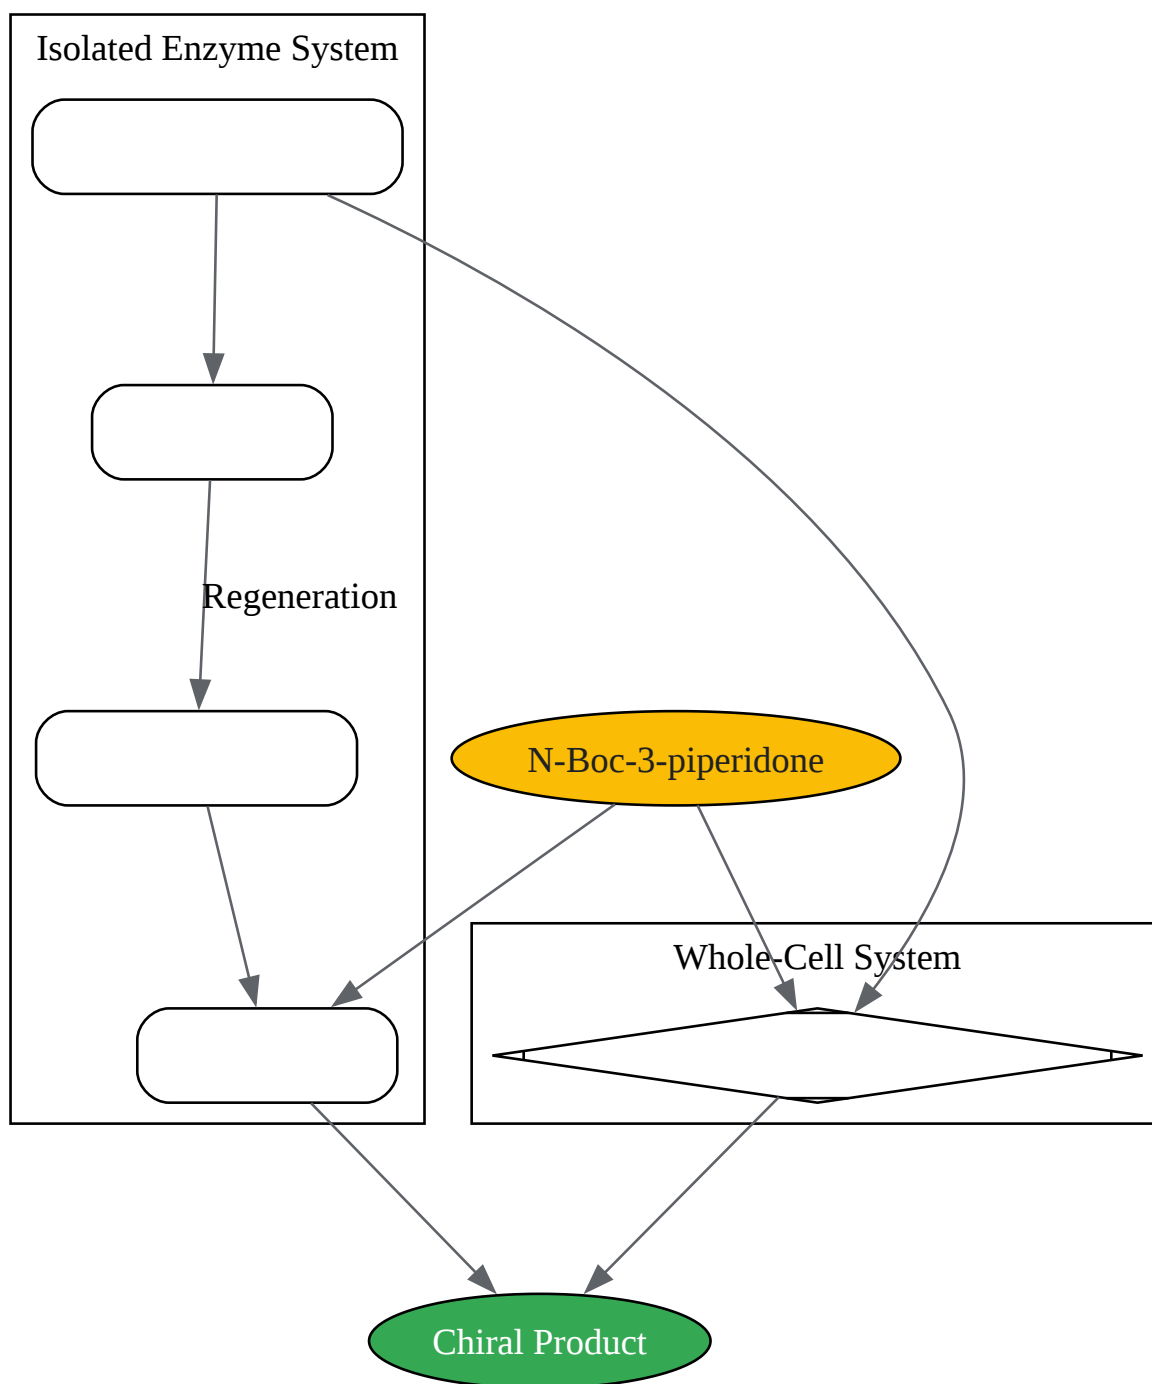 Isolated Enzyme System
Regeneration
N-Boc-3-piperidone
Whole-Cell System
Chiral Product